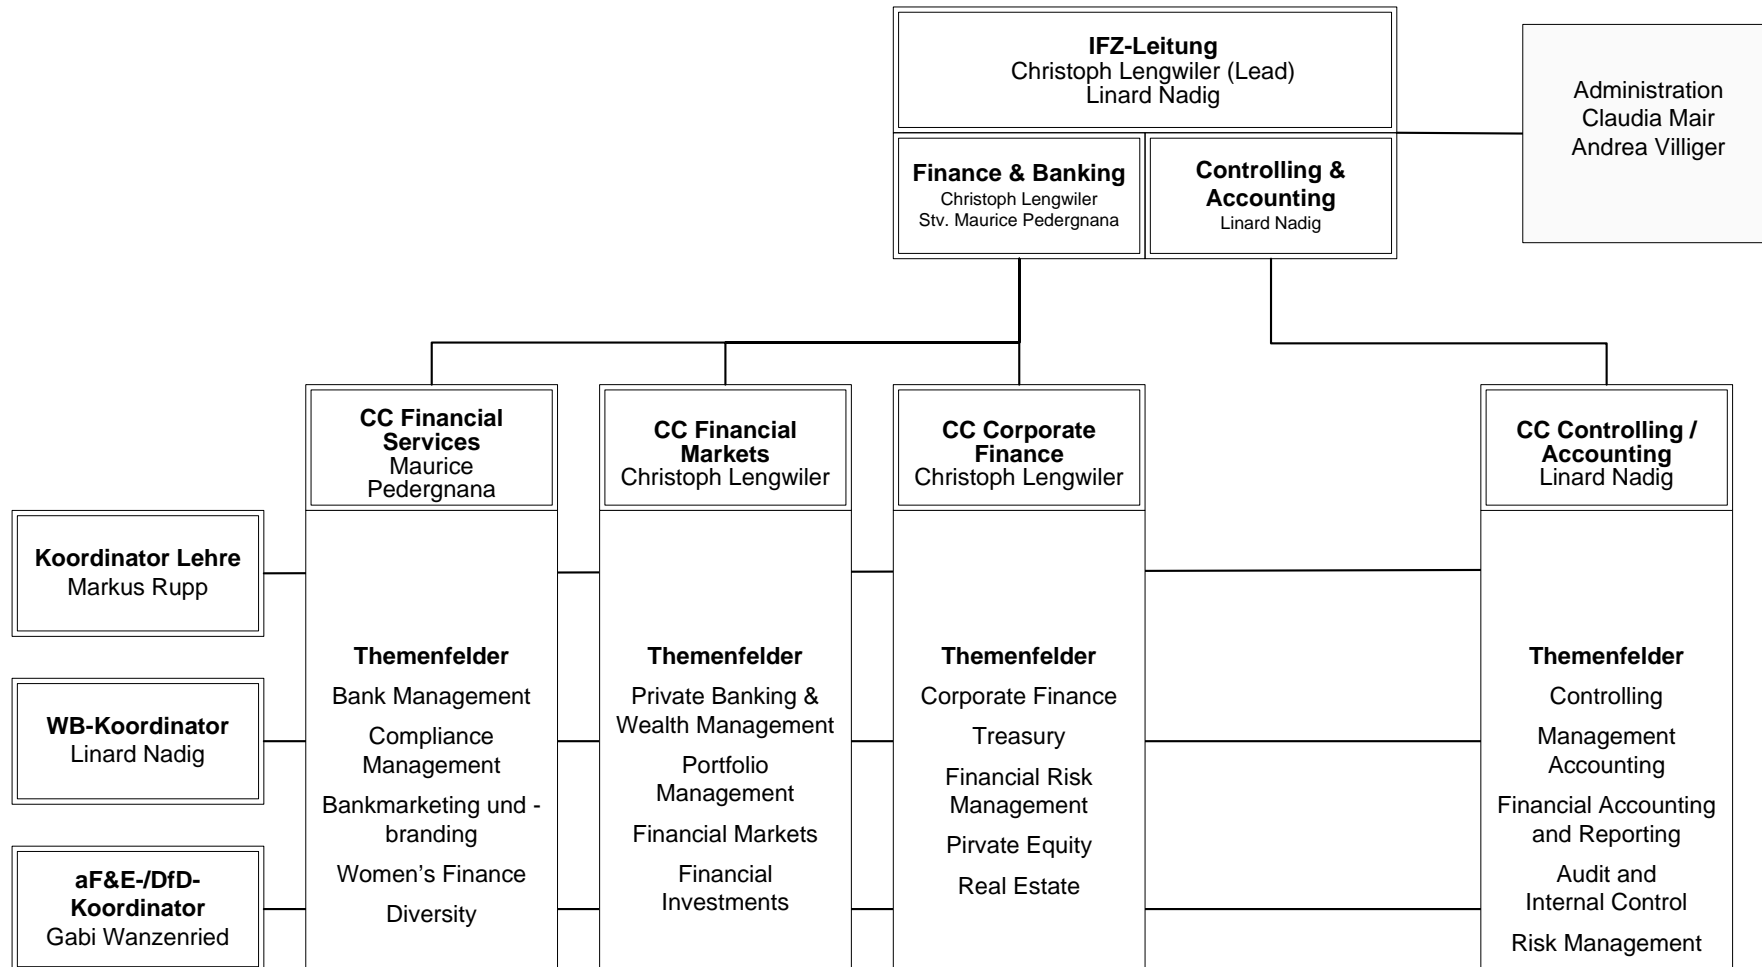 IFZ-Leitung
Christoph Lengwiler (Lead)
Linard Nadig
Administration
Claudia Mair
Andrea Villiger
Finance & Banking
Christoph Lengwiler
Stv. Maurice Pedergnana
Controlling &
Accounting
Linard Nadig
CC Financial
Services
Maurice
Pedergnana
CC Financial
Markets
Christoph Lengwiler
CC Corporate
Finance
Christoph Lengwiler
CC Controlling /
Accounting
Linard Nadig
Koordinator Lehre
Markus Rupp
WB-Koordinator
Linard Nadig
aF&E-/DfD-
Koordinator
Gabi Wanzenried
Themenfelder
Bank Management
Compliance
Management
Bankmarketing und -
branding
Women’s Finance
Diversity
Themenfelder
Private Banking &
Wealth Management
Portfolio
Management
Financial Markets
Financial
Investments
Themenfelder
Corporate Finance
Treasury
Financial Risk
Management
Pirvate Equity
Real Estate
Themenfelder
Controlling
Management
Accounting
Financial Accounting
and Reporting
Audit and
Internal Control
Risk Management